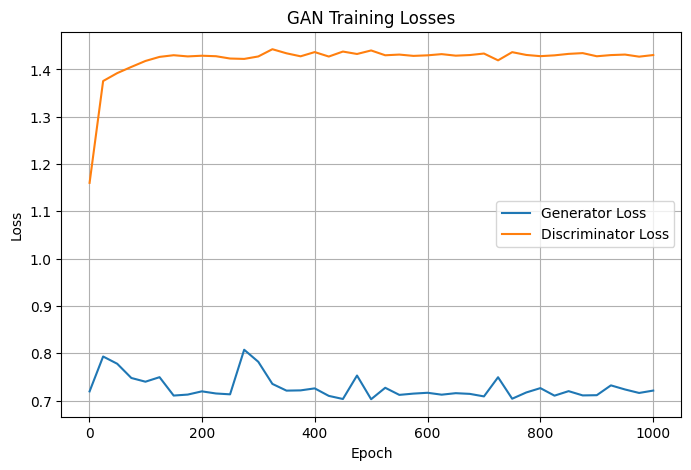 GAN Training Losses
1.4
1.3
1.2
1.1
1.0
0.9
0.8
0.7
Loss
Generator Loss
Discriminator Loss
0 200 400 600 800 1000
Epoch